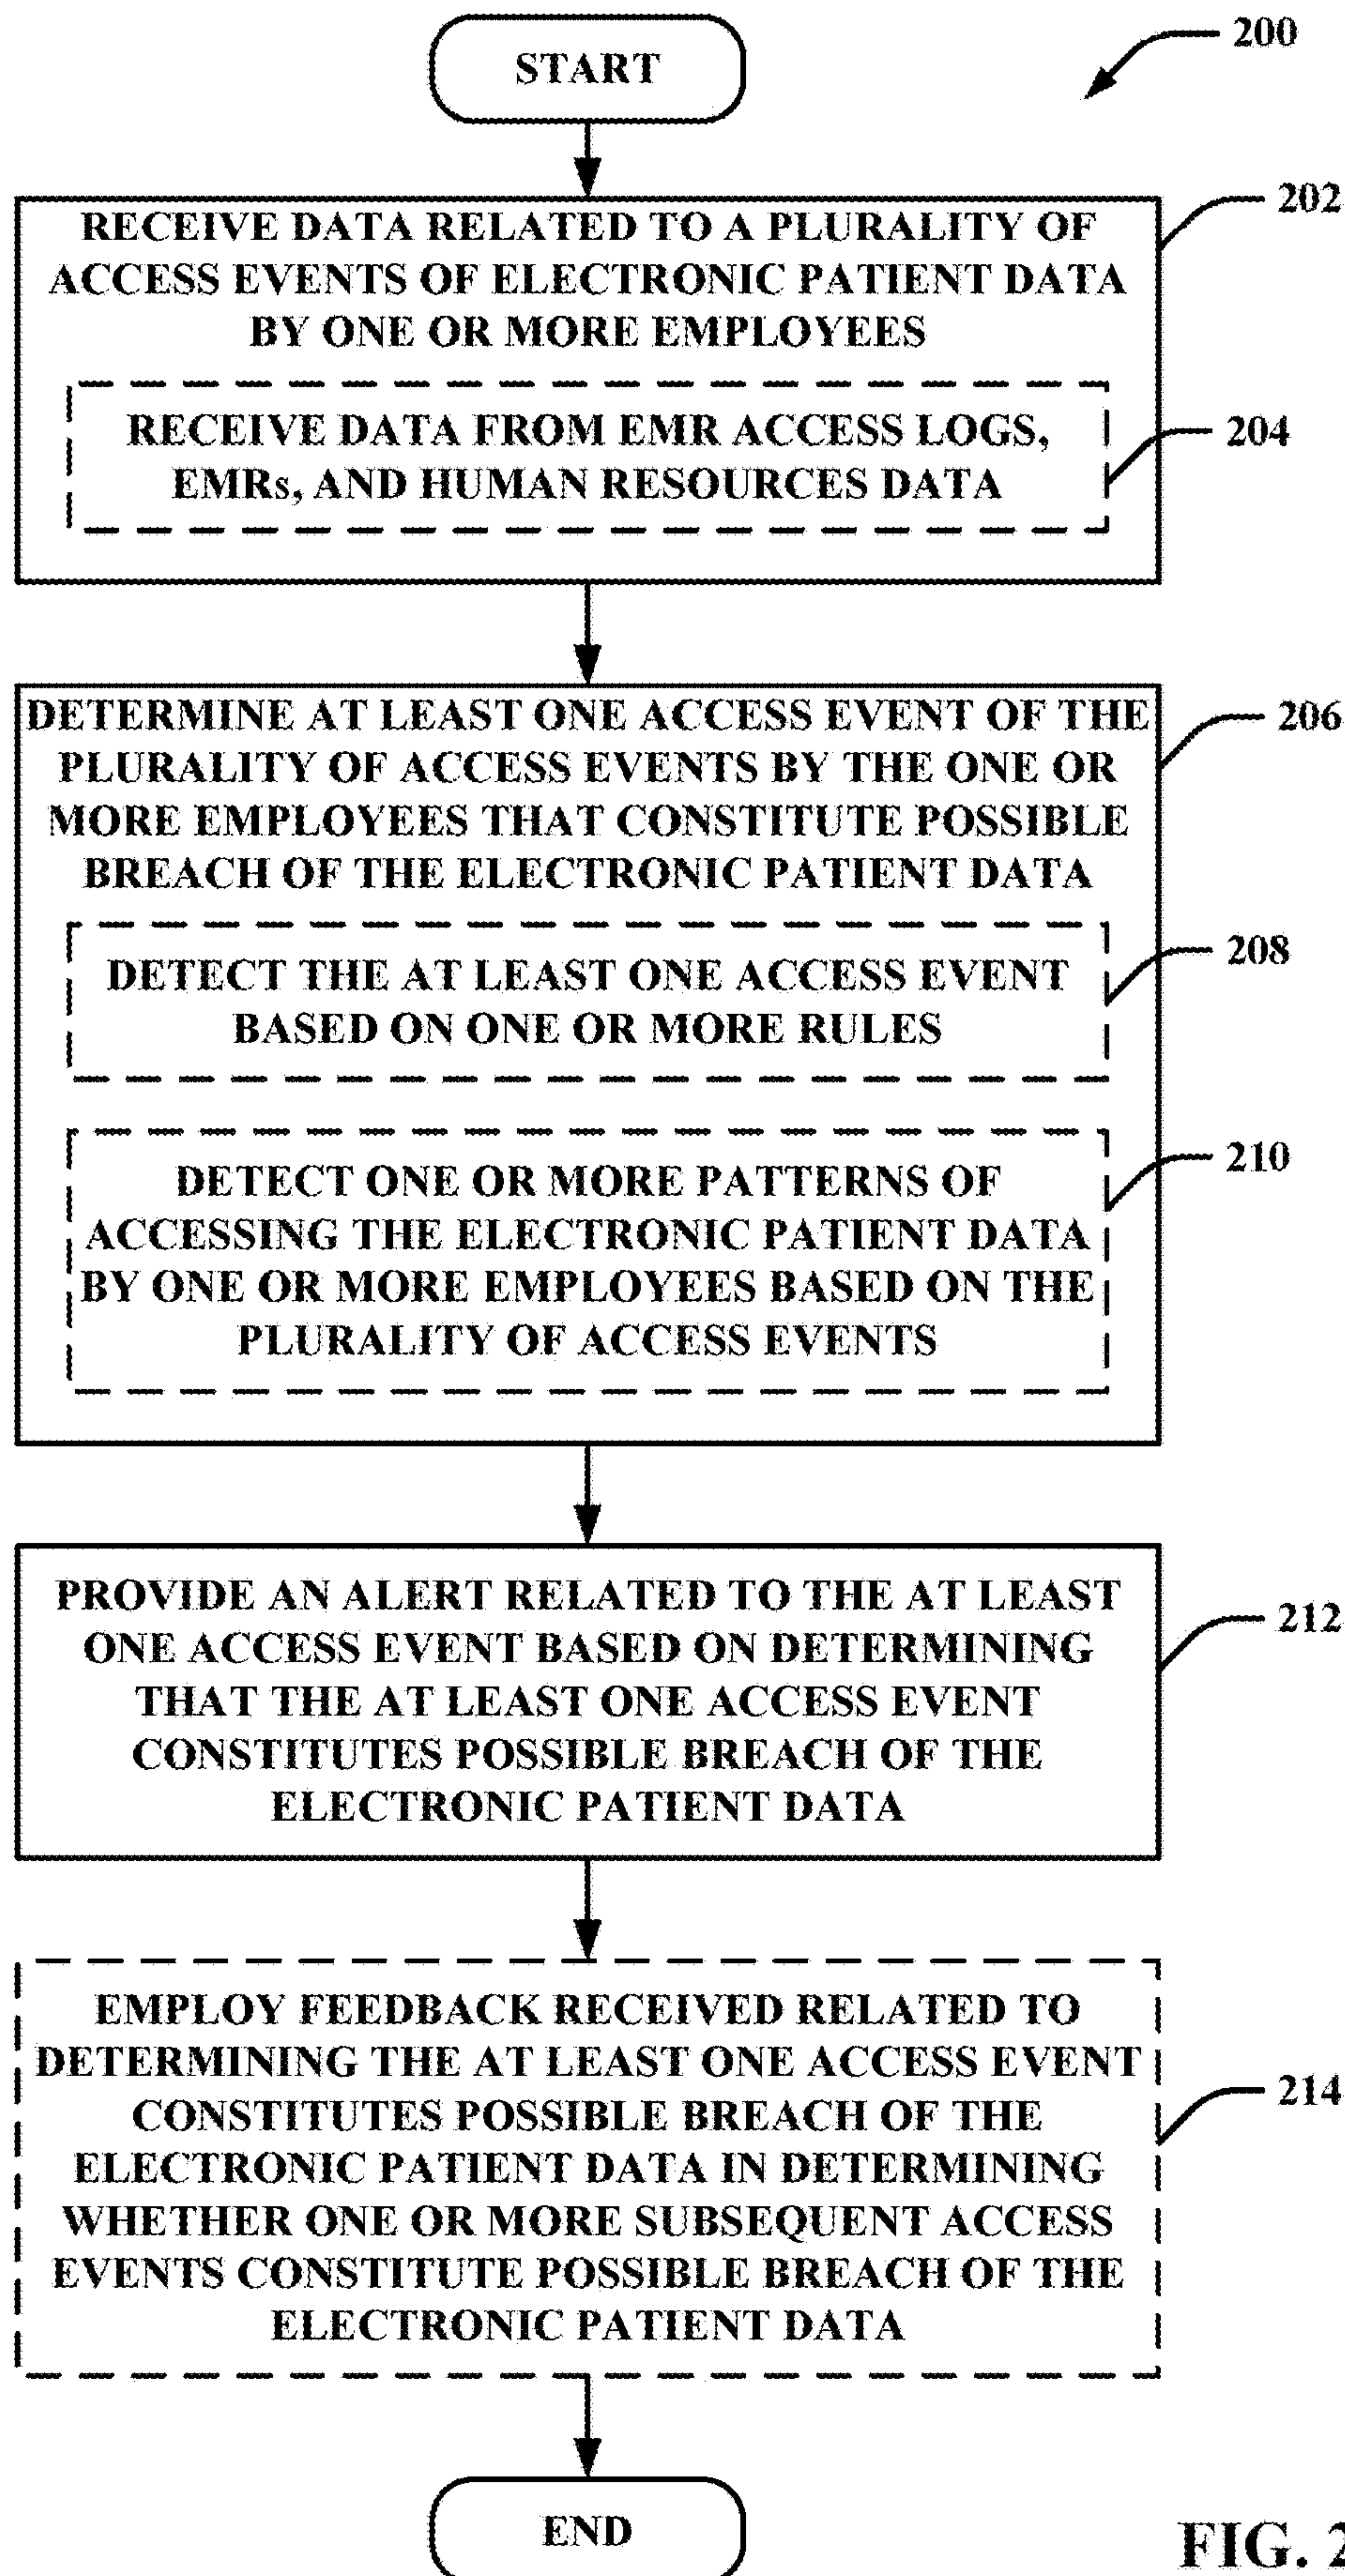 START
200
RECEIVE DATA RELATED TO A PLURALITY OF
ACCESS EVENTS OF ELECTRONIC PATIENT DATA
BY ONE OR MORE EMPLOYEES
202
RECEIVE DATA FROM EMR ACCESS LOGS,
EMRs, AND HUMAN RESOURCES DATA
204
DETERMINE AT LEAST ONE ACCESS EVENT OF THE
PLURALITY OF ACCESS EVENTS BY THE ONE OR
MORE EMPLOYEES THAT CONSTITUTE POSSIBLE
BREACH OF THE ELECTRONIC PATIENT DATA
206
DETECT THE AT LEAST ONE ACCESS EVENT
BASED ON ONE OR MORE RULES
208
DETECT ONE OR MORE PATTERNS OF
ACCESSING THE ELECTRONIC PATIENT DATA
BY ONE OR MORE EMPLOYEES BASED ON THE
PLURALITY OF ACCESS EVENTS
210
PROVIDE AN ALERT RELATED TO THE AT LEAST
ONE ACCESS EVENT BASED ON DETERMINING
THAT THE AT LEAST ONE ACCESS EVENT
CONSTITUTES POSSIBLE BREACH OF THE
ELECTRONIC PATIENT DATA
212
EMPLOY FEEDBACK RECEIVED RELATED TO
DETERMINING THE AT LEAST ONE ACCESS EVENT
CONSTITUTES POSSIBLE BREACH OF THE
ELECTRONIC PATIENT DATA IN DETERMINING
WHETHER ONE OR MORE SUBSEQUENT ACCESS
EVENTS CONSTITUTE POSSIBLE BREACH OF THE
ELECTRONIC PATIENT DATA
214
END
FIG. 2